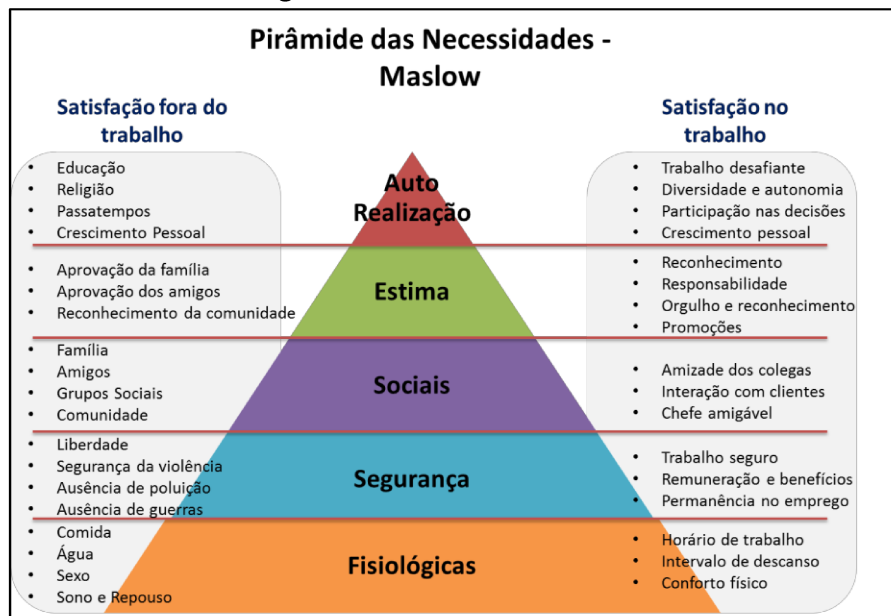 Pirâmide das Necessidades -
Maslow
Satisfação fora do
trabalho
Satisfação no
trabalho
• Educação
• Religião
• Passatempos
• Crescimento Pessoal
Auto
Realização
• Trabalho desafiante
• Diversidade e autonomia
• Participação nas decisões
• Crescimento pessoal
• Aprovação da família
• Aprovação dos amigos
• Reconhecimento da comunidade
Estima
• Reconhecimento
• Responsabilidade
• Orgulho e reconhecimento
• Promoções
• Família
• Amigos
• Grupos Sociais
• Comunidade
Sociais
• Amizade dos colegas
• Interação com clientes
• Chefe amigável
• Liberdade
• Segurança da violência
• Ausência de poluição
• Ausência de guerras
Segurança
• Trabalho seguro
• Remuneração e benefícios
• Permanência no emprego
• Comida
• Água
• Sexo
• Sono e Repouso
Fisiológicas
• Horário de trabalho
• Intervalo de descanso
• Conforto físico